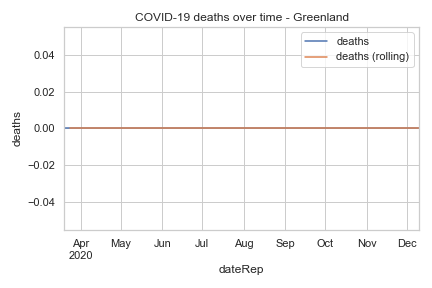 COVID-19 deaths over time - Greenland
deaths
deaths (rolling)
0.04
0.02
0.00
−0.02
−0.04
deaths
Apr
2020
May
Jun
Jul
Aug
Sep
Oct
Nov
Dec
dateRep